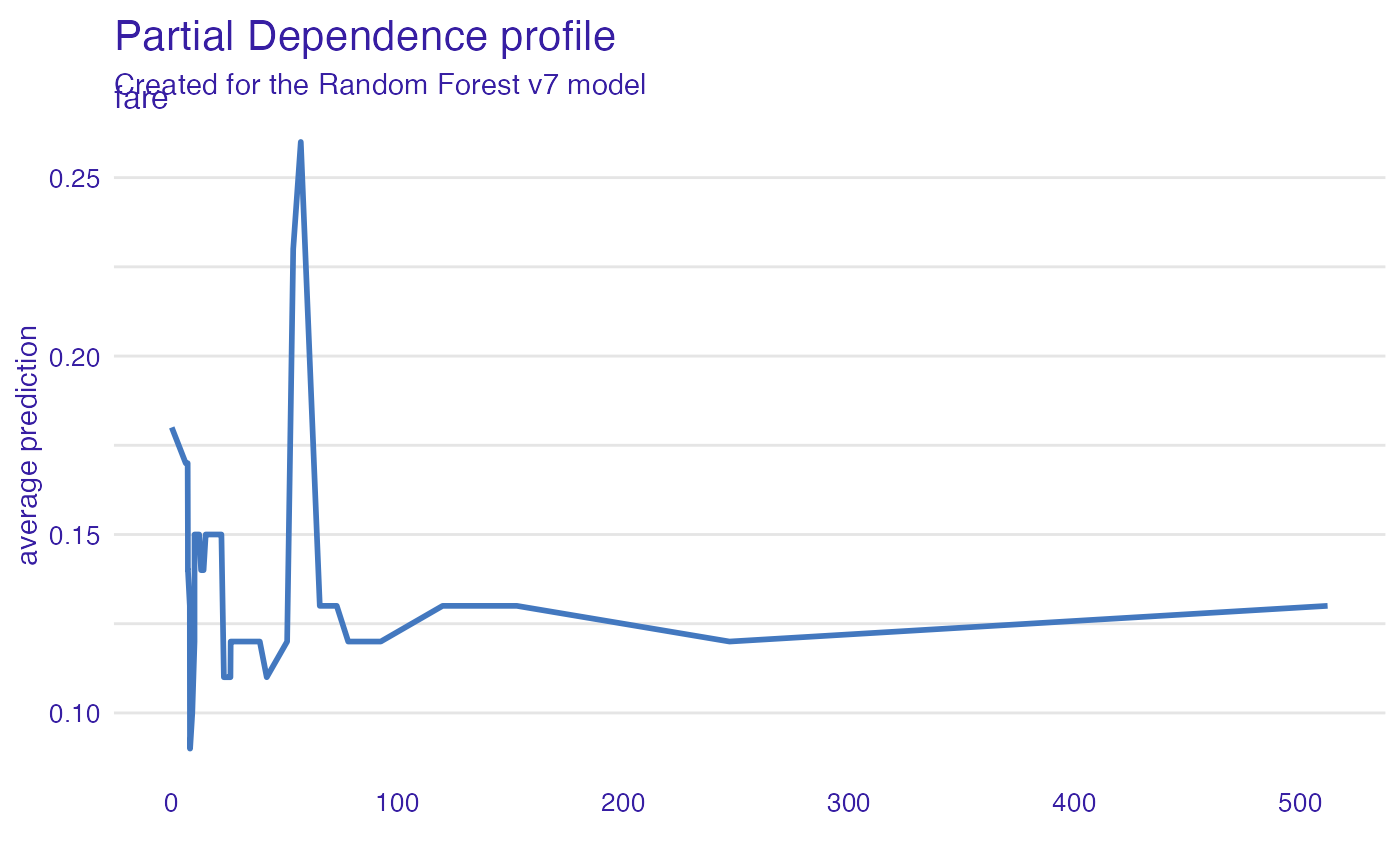 Partial Dependence profile
Created for the Random Forest v7 model
fare
average prediction
0.25
0.20
0.15
0.10
0 100 200 300 400 500